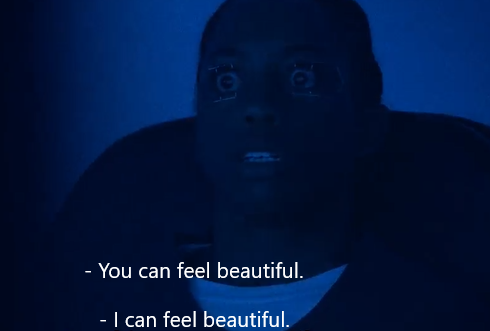 - You can feel beautiful.
- I can feel beautiful.